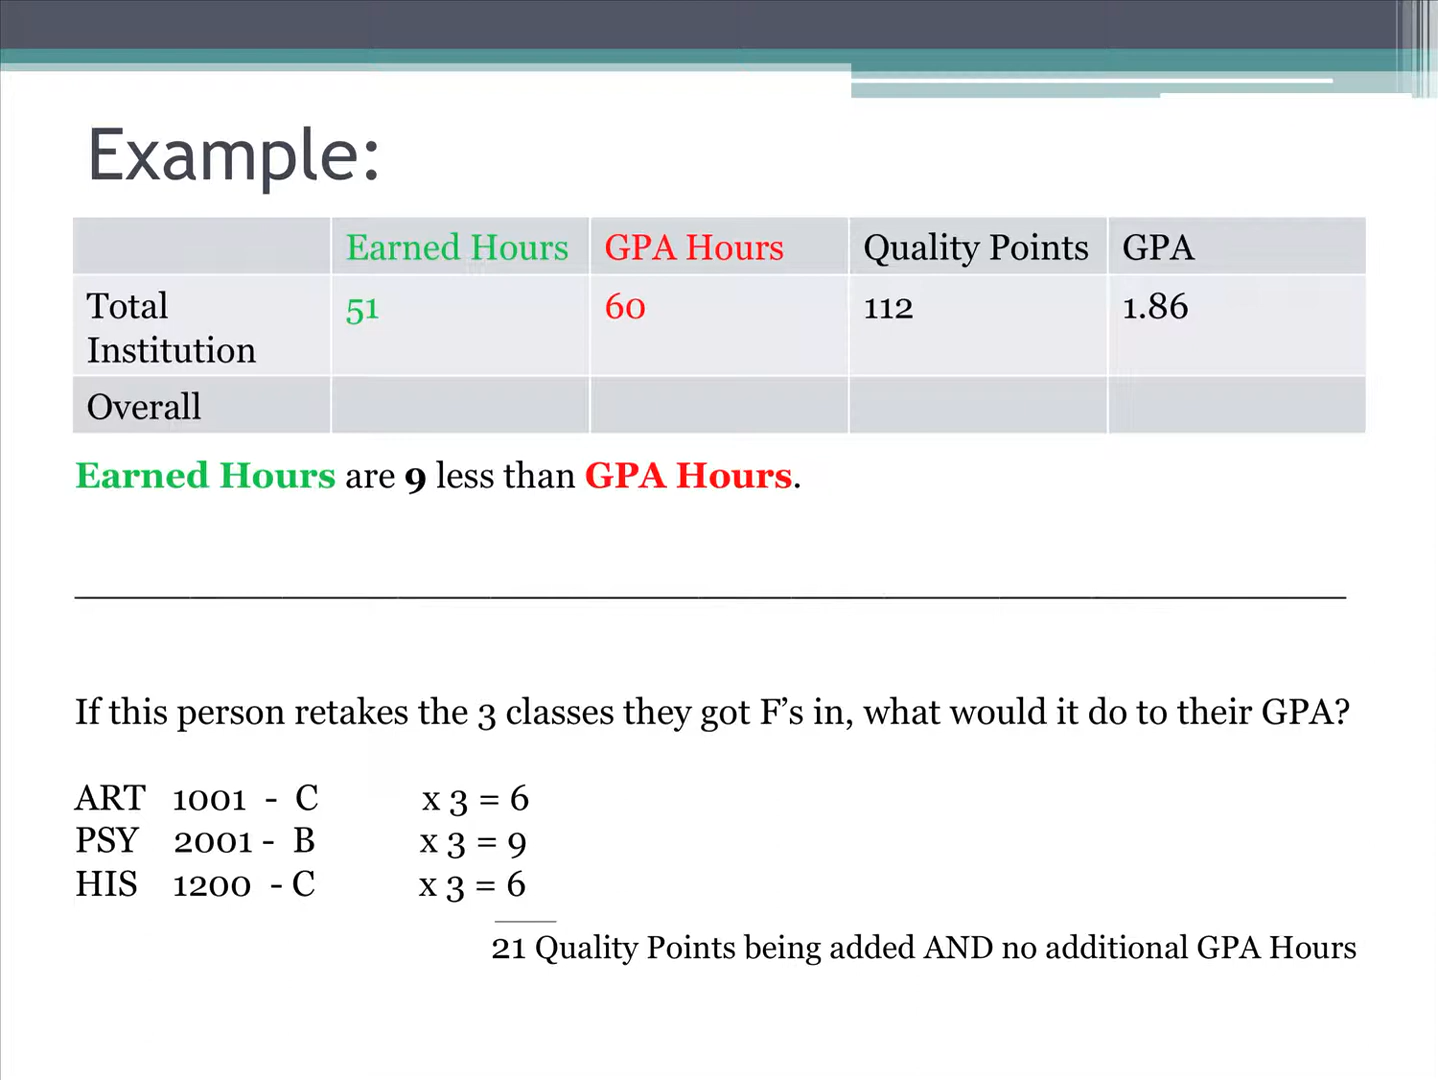 Example:
Earned Hours GPA Hours Quality Points GPA
Total Institution 51 60 112 1.86
Overall
Earned Hours are 9 less than GPA Hours.
If this person retakes the 3 classes they got F's in, what would it do to their GPA?
ART 1001 - C x 3 = 6
PSY 2001 - B x 3 = 9
HIS 1200 - C x 3 = 6
21 Quality Points being added AND no additional GPA Hours